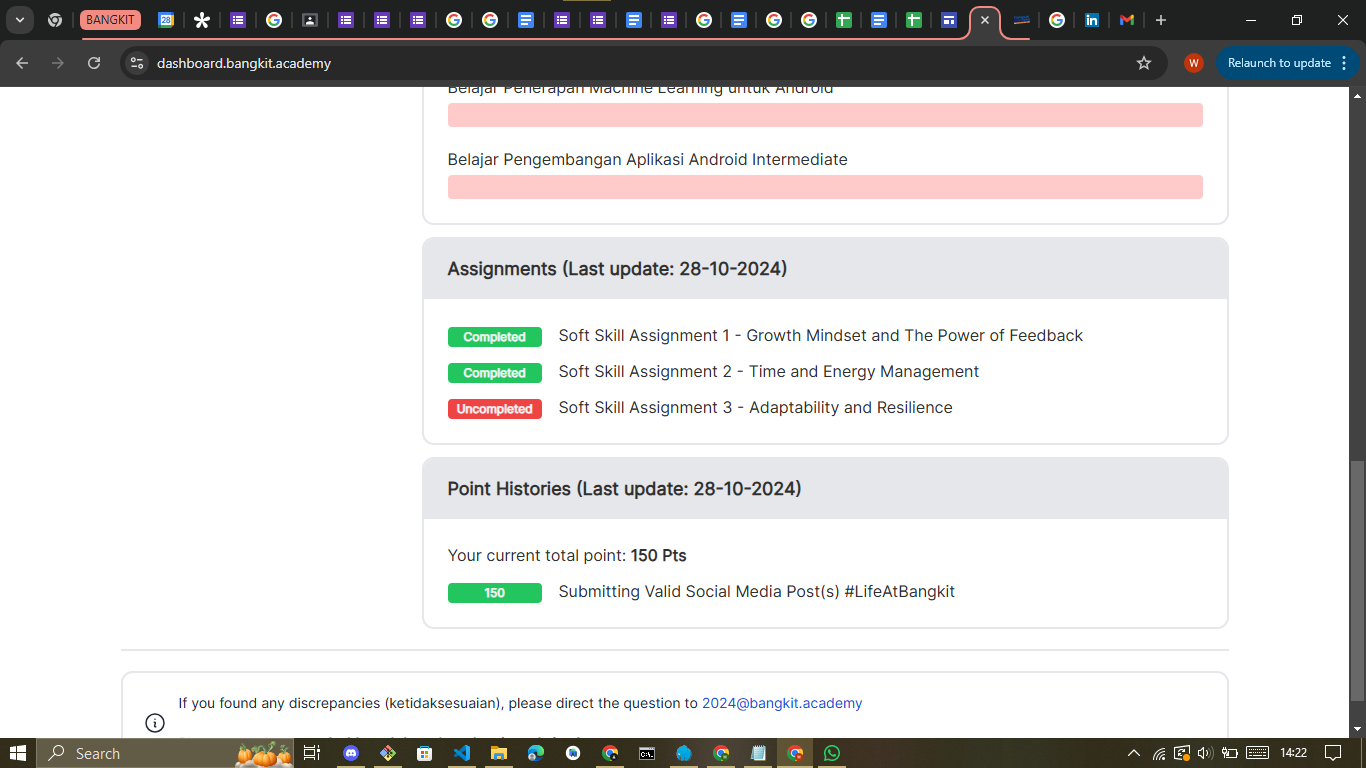 BANGKIT
28
dashboard.bangkit.academy
W
Relaunch to update
Belajar Penerapan Machine Learning untuk Android
Belajar Pengembangan Aplikasi Android Intermediate
Assignments (Last update: 28-10-2024)
Completed Soft Skill Assignment 1 - Growth Mindset and The Power of Feedback
Completed Soft Skill Assignment 2 - Time and Energy Management
Uncompleted Soft Skill Assignment 3 - Adaptability and Resilience
Point Histories (Last update: 28-10-2024)
Your current total point: 150 Pts
150 Submitting Valid Social Media Post(s) #LifeAtBangkit
If you found any discrepancies (ketidaksesuaian), please direct the question to 2024@bangkit.academy
Search
14:22